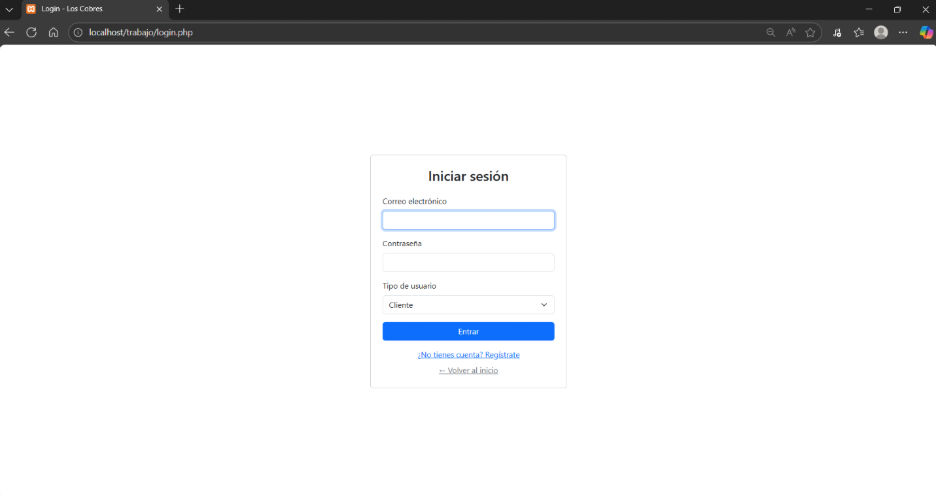 Login - Los Cobres
localhost/trabajo/login.php
Iniciar sesión
Correo electrónico
Contraseña
Tipo de usuario
Cliente
Entrar
¿No tienes cuenta? Regístrate
← Volver al inicio